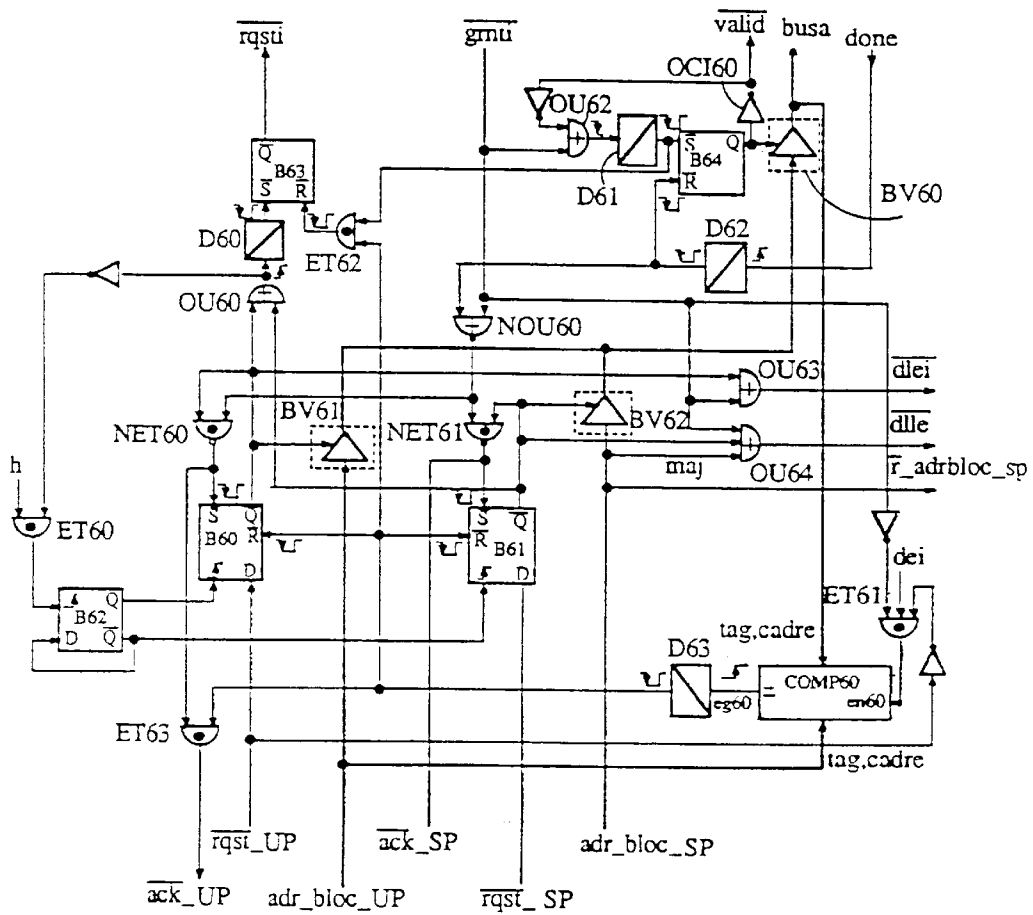 rqsti
grnti
valid
busa
done
OCI60
OU62
Q
B63
S
R
S
B64
Q
R
D61
BV60
D60
ET62
D62
OU60
NOU60
OU63
dlei
BV61
BV62
dlle
NET60
NET61
maj
OU64
r_adrbloc_sp
h
ET60
S
Q
B60
R
D
S
Q
R
B61
D
dei
ET61
B62
Q
D
Q
tag,cadre
D63
COMP60
=
eg60
en60
ET63
tag,cadre
rqst_UP
ack_SP
adr_bloc_SP
ack_UP
adr_bloc_UP
rqst_SP